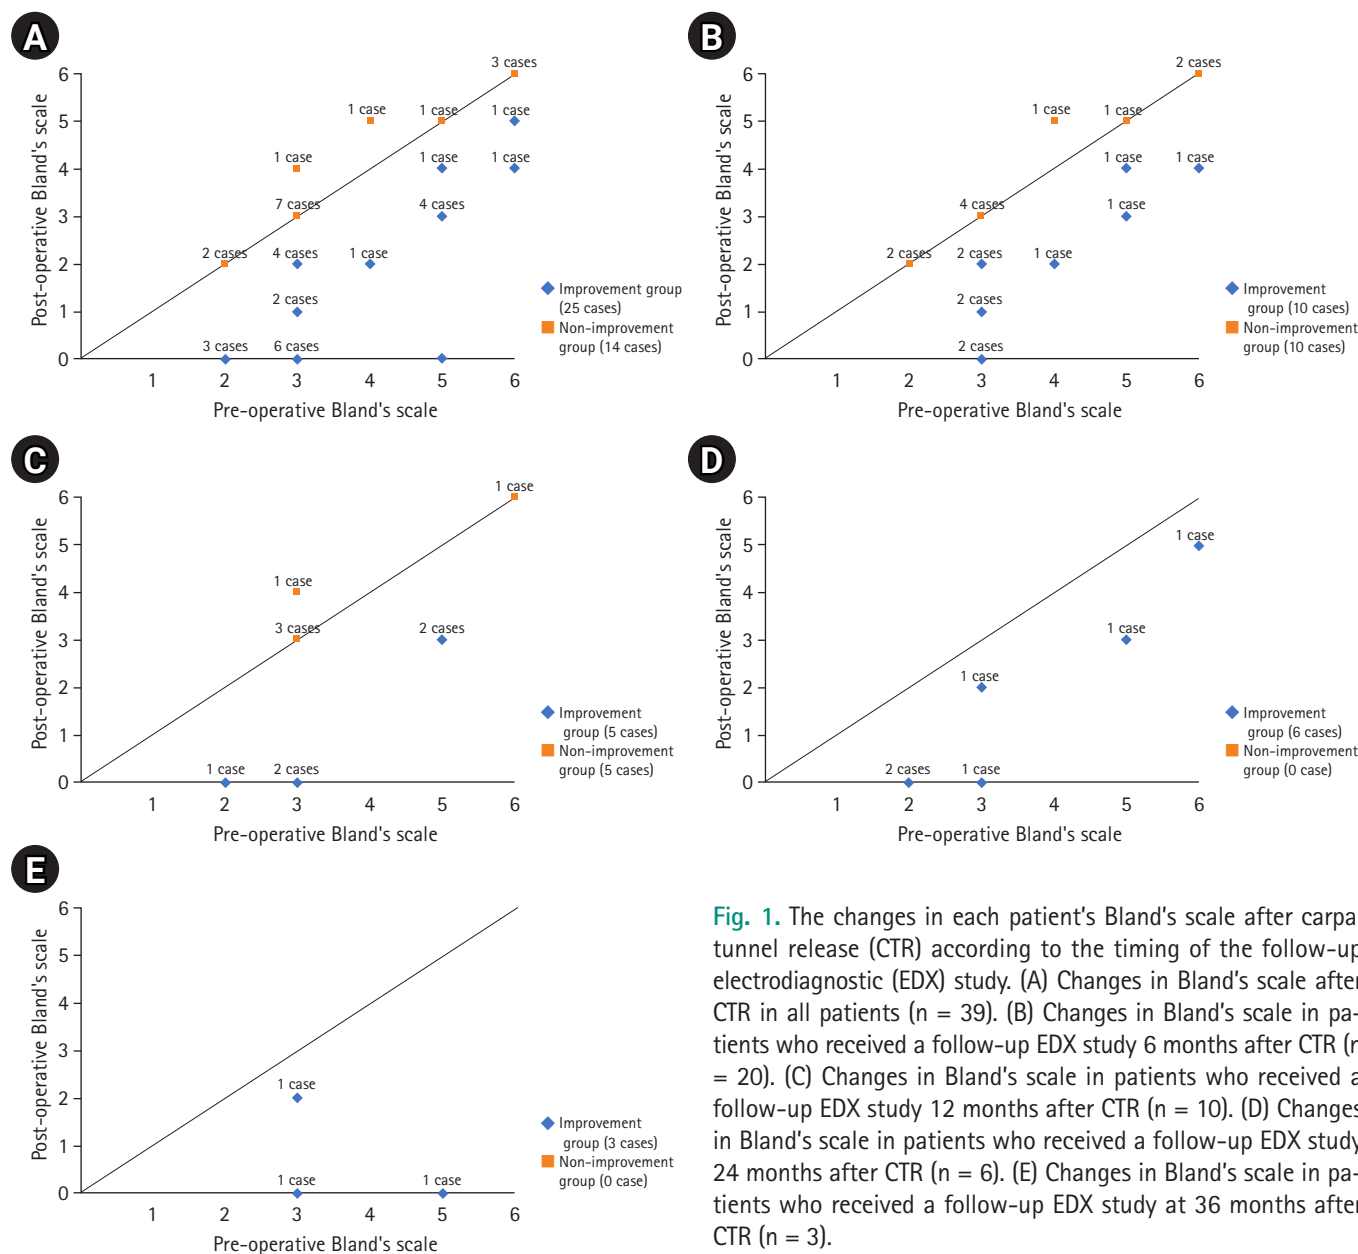 A
Post-operative Bland's scale
6
5
4
3
2
1
0
3 cases
1 case
1 case
1 case
1 case
1 case
1 case
7 cases
4 cases
2 cases
4 cases
1 case
2 cases
3 cases
6 cases
1
2
3
4
5
6
Pre-operative Bland's scale
Improvement group
(25 cases)
Non-improvement
group (14 cases)
B
Post-operative Bland's scale
6
5
4
3
2
1
0
2 cases
1 case
1 case
1 case
1 case
4 cases
1 case
2 cases
2 cases
1 case
2 cases
2 cases
1
2
3
4
5
6
Pre-operative Bland's scale
Improvement
group (10 cases)
Non-improvement
group (10 cases)
C
Post-operative Bland's scale
6
5
4
3
2
1
0
1 case
1 case
3 cases
2 cases
1 case
2 cases
1
2
3
4
5
6
Pre-operative Bland's scale
Improvement
group (5 cases)
Non-improvement
group (5 cases)
D
Post-operative Bland's scale
6
5
4
3
2
1
0
1 case
1 case
1 case
2 cases
1 case
1
2
3
4
5
6
Pre-operative Bland's scale
Improvement
group (6 cases)
Non-improvement
group (0 case)
E
Post-operative Bland's scale
6
5
4
3
2
1
0
1 case
1 case
1 case
1
2
3
4
5
6
Pre-operative Bland's scale
Improvement
group (3 cases)
Non-improvement
group (0 case)
Fig. 1. The changes in each patient's Bland's scale after carpa
tunnel release (CTR) according to the timing of the follow-up
electrodiagnostic (EDX) study. (A) Changes in Bland's scale after
CTR in all patients (n = 39). (B) Changes in Bland's scale in pa-
tients who received a follow-up EDX study 6 months after CTR (n
= 20). (C) Changes in Bland's scale in patients who received a
follow-up EDX study 12 months after CTR (n = 10). (D) Changes
in Bland's scale in patients who received a follow-up EDX study
24 months after CTR (n = 6). (E) Changes in Bland's scale in pa-
tients who received a follow-up EDX study at 36 months after
CTR (n = 3).